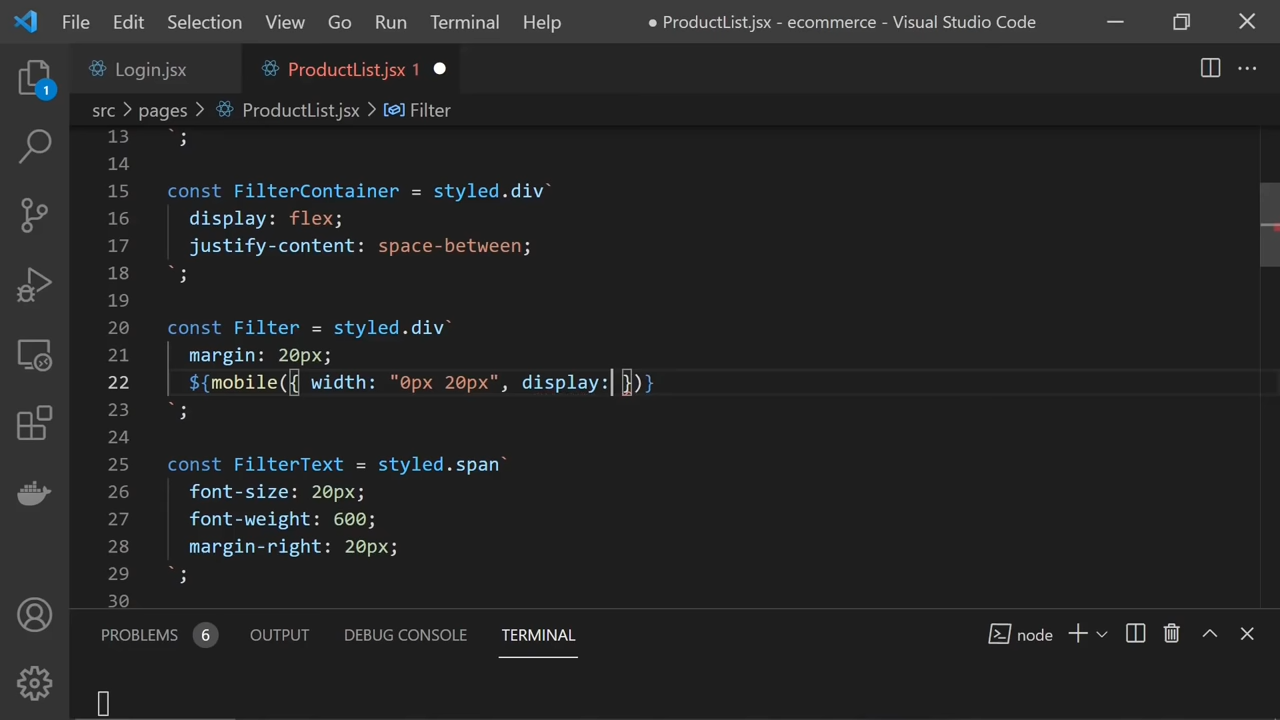 File Edit Selection View Go Run Terminal Help ● ProductList.jsx - ecommerce - Visual Studio Code
Login.jsx ProductList.jsx 1
1
src > pages > ProductList.jsx > Filter
13 `;
14
15 const FilterContainer = styled.div`
16 display: flex;
17 justify-content: space-between;
18 `;
19
20 const Filter = styled.div`
21 margin: 20px;
22 ${mobile({ width: "0px 20px", display: })}
23 `;
24
25 const FilterText = styled.span`
26 font-size: 20px;
27 font-weight: 600;
28 margin-right: 20px;
29 `;
30
PROBLEMS 6 OUTPUT DEBUG CONSOLE TERMINAL node